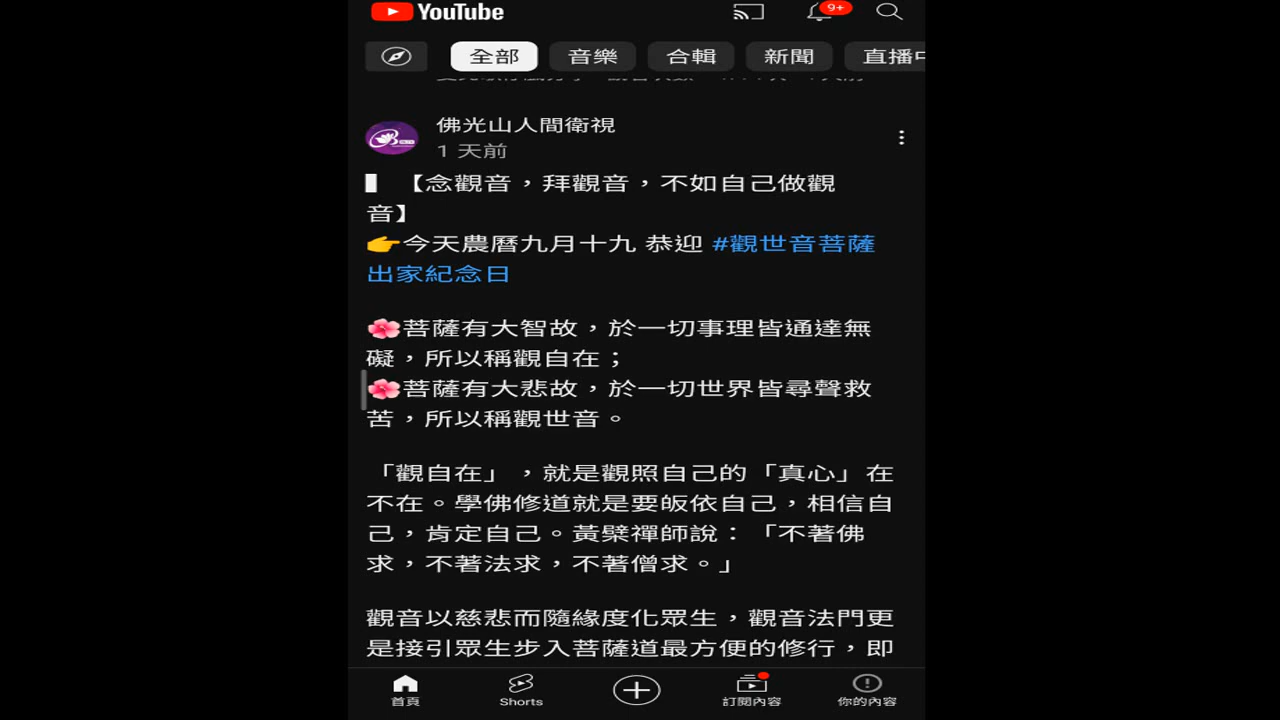 YouTube
9+
全部 音樂 合輯 新聞 直播中
佛光山人間衛視
1 天前
【念觀音，拜觀音，不如自己做觀
音】
👉今天農曆九月十九 恭迎 #觀世音菩薩
出家紀念日
🌺菩薩有大智故，於一切事理皆通達無
礙，所以稱觀自在；
🌺菩薩有大悲故，於一切世界皆尋聲救
苦，所以稱觀世音。
「觀自在」，就是觀照自己的「真心」在
不在。學佛修道就是要皈依自己，相信自
己，肯定自己。黃檗禪師說：「不著佛
求，不著法求，不著僧求。」
觀音以慈悲而隨緣度化眾生，觀音法門更
是接引眾生步入菩薩道最方便的修行，即
首頁 Shorts 訂閱內容 你的內容